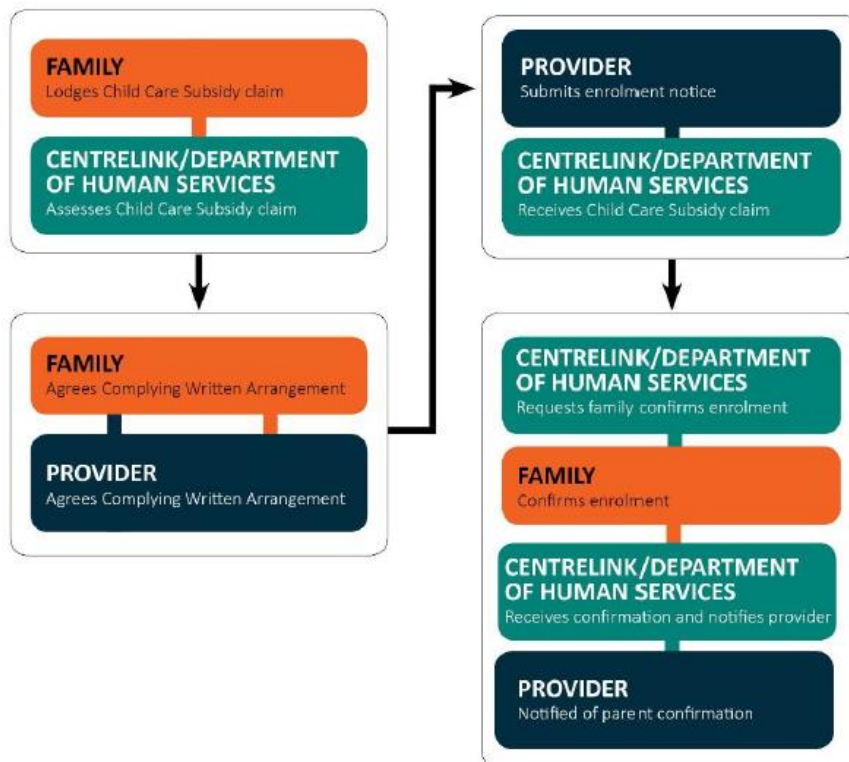 FAMILY
Lodges Child Care Subsidy claim
CENTRELINK/DEPARTMENT
OF HUMAN SERVICES
Assesses Child Care Subsidy claim
FAMILY
Agrees Complying Written Arrangement
PROVIDER
Agrees Complying Written Arrangement
PROVIDER
Submits enrolment notice
CENTRELINK/DEPARTMENT
OF HUMAN SERVICES
Receives Child Care Subsidy claim
CENTRELINK/DEPARTMENT
OF HUMAN SERVICES
Requests family confirms enrolment
FAMILY
Confirms enrolment
CENTRELINK/DEPARTMENT
OF HUMAN SERVICES
Receives confirmation and notifies provider
PROVIDER
Notified of parent confirmation